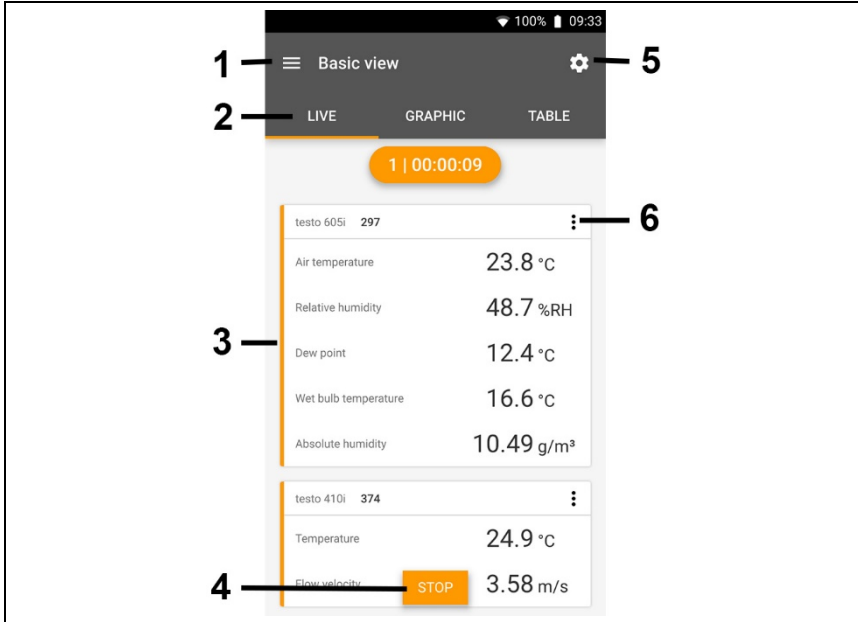 100% 09:33
1 Basic view 5
2 LIVE GRAPHIC TABLE
1 | 00:00:09
testo 605i 297 6
Air temperature 23.8 °C
Relative humidity 48.7 %RH
3 Dew point 12.4 °C
Wet bulb temperature 16.6 °C
Absolute humidity 10.49 g/m³
testo 410i 374
Temperature 24.9 °C
4 Flow velocity STOP 3.58 m/s